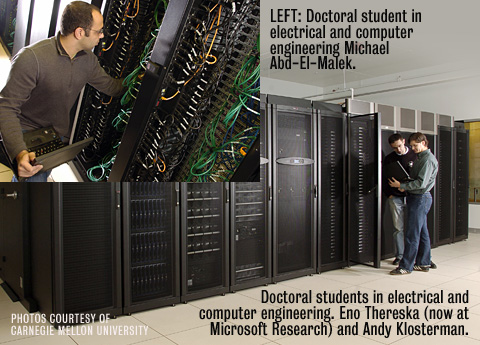 LEFT: Doctoral student in
electrical and computer
engineering Michael
Abd-El-Malek.
Doctoral students in electrical and
computer engineering. Eno Thereska (now at
Microsoft Research) and Andy Klosterman.
PHOTOS COURTESY OF
CARNEGIE MELLON UNIVERSITY